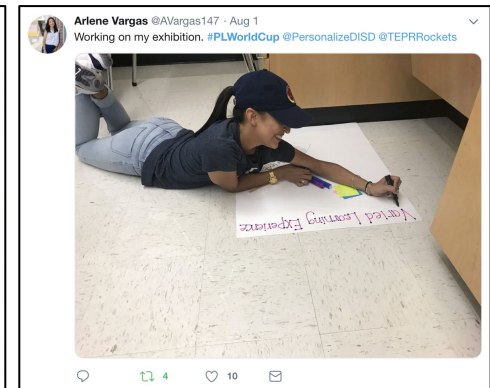 Arlene Vargas @AVargas147 · Aug 1
Working on my exhibition. #PLWorldCup @PersonalizeDISD @TEPRRockets
Varied Learning Experience
4
10